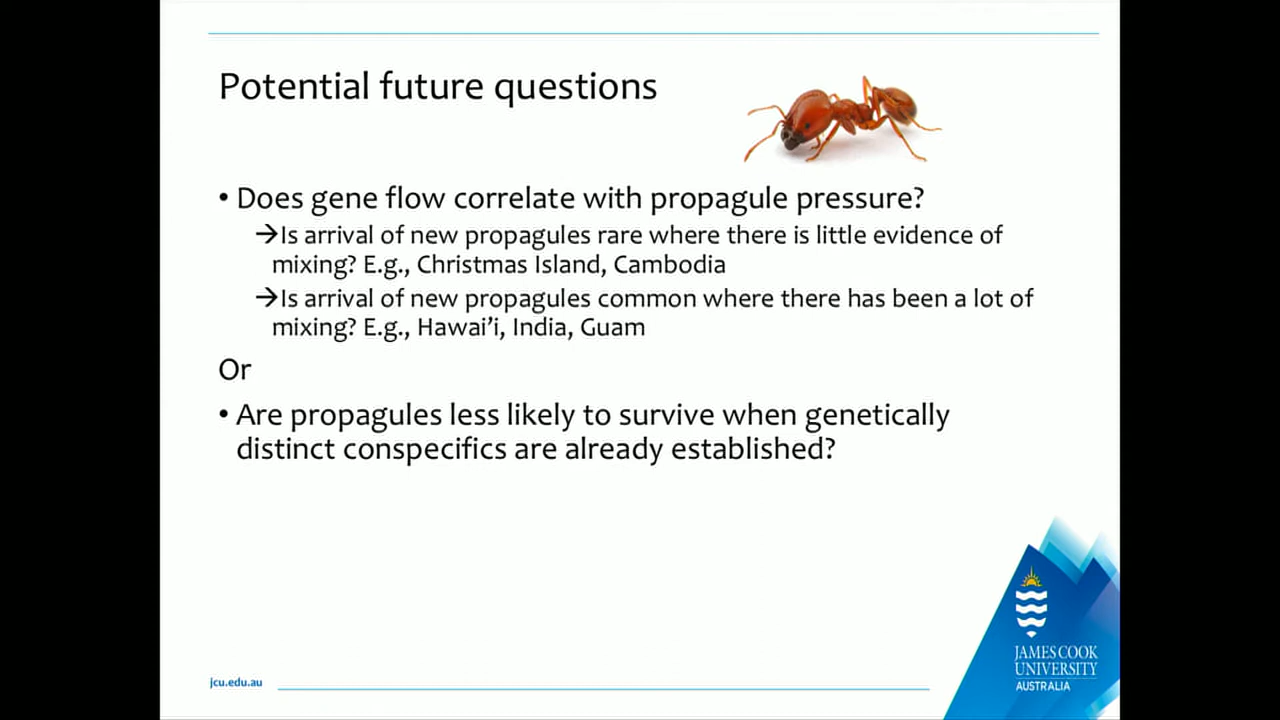 Potential future questions
• Does gene flow correlate with propagule pressure?
→Is arrival of new propagules rare where there is little evidence of
mixing? E.g., Christmas Island, Cambodia
→Is arrival of new propagules common where there has been a lot of
mixing? E.g., Hawai’i, India, Guam
Or
• Are propagules less likely to survive when genetically
distinct conspecifics are already established?
jcu.edu.au
JAMES COOK
UNIVERSITY
AUSTRALIA